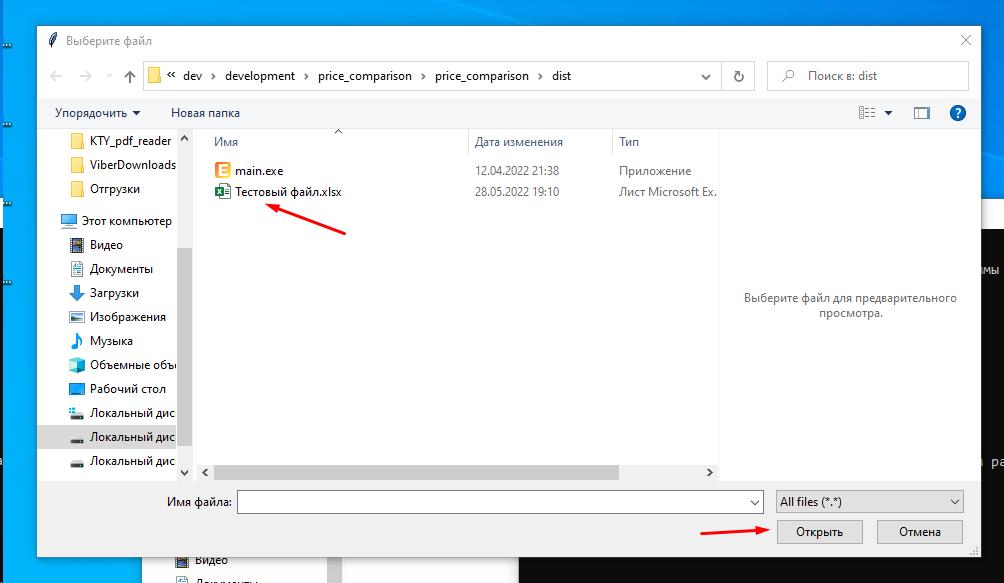 Выберите файл
« dev › development › price_comparison › price_comparison › dist
Поиск в: dist
Упорядочить
Новая папка
KTY_pdf_reader
ViberDownloads
Отгрузки
Этот компьютер
Видео
Документы
Загрузки
Изображения
Музыка
Объемные объ
Рабочий стол
Локальный дис
Локальный дис
Локальный дис
Имя
Дата изменения
Тип
main.exe
12.04.2022 21:38
Приложение
Тестовый файл.xlsx
28.05.2022 19:10
Лист Microsoft Ex.
Выберите файл для предварительного
просмотра.
Имя файла:
All files (*.*)
Открыть
Отмена
Видео